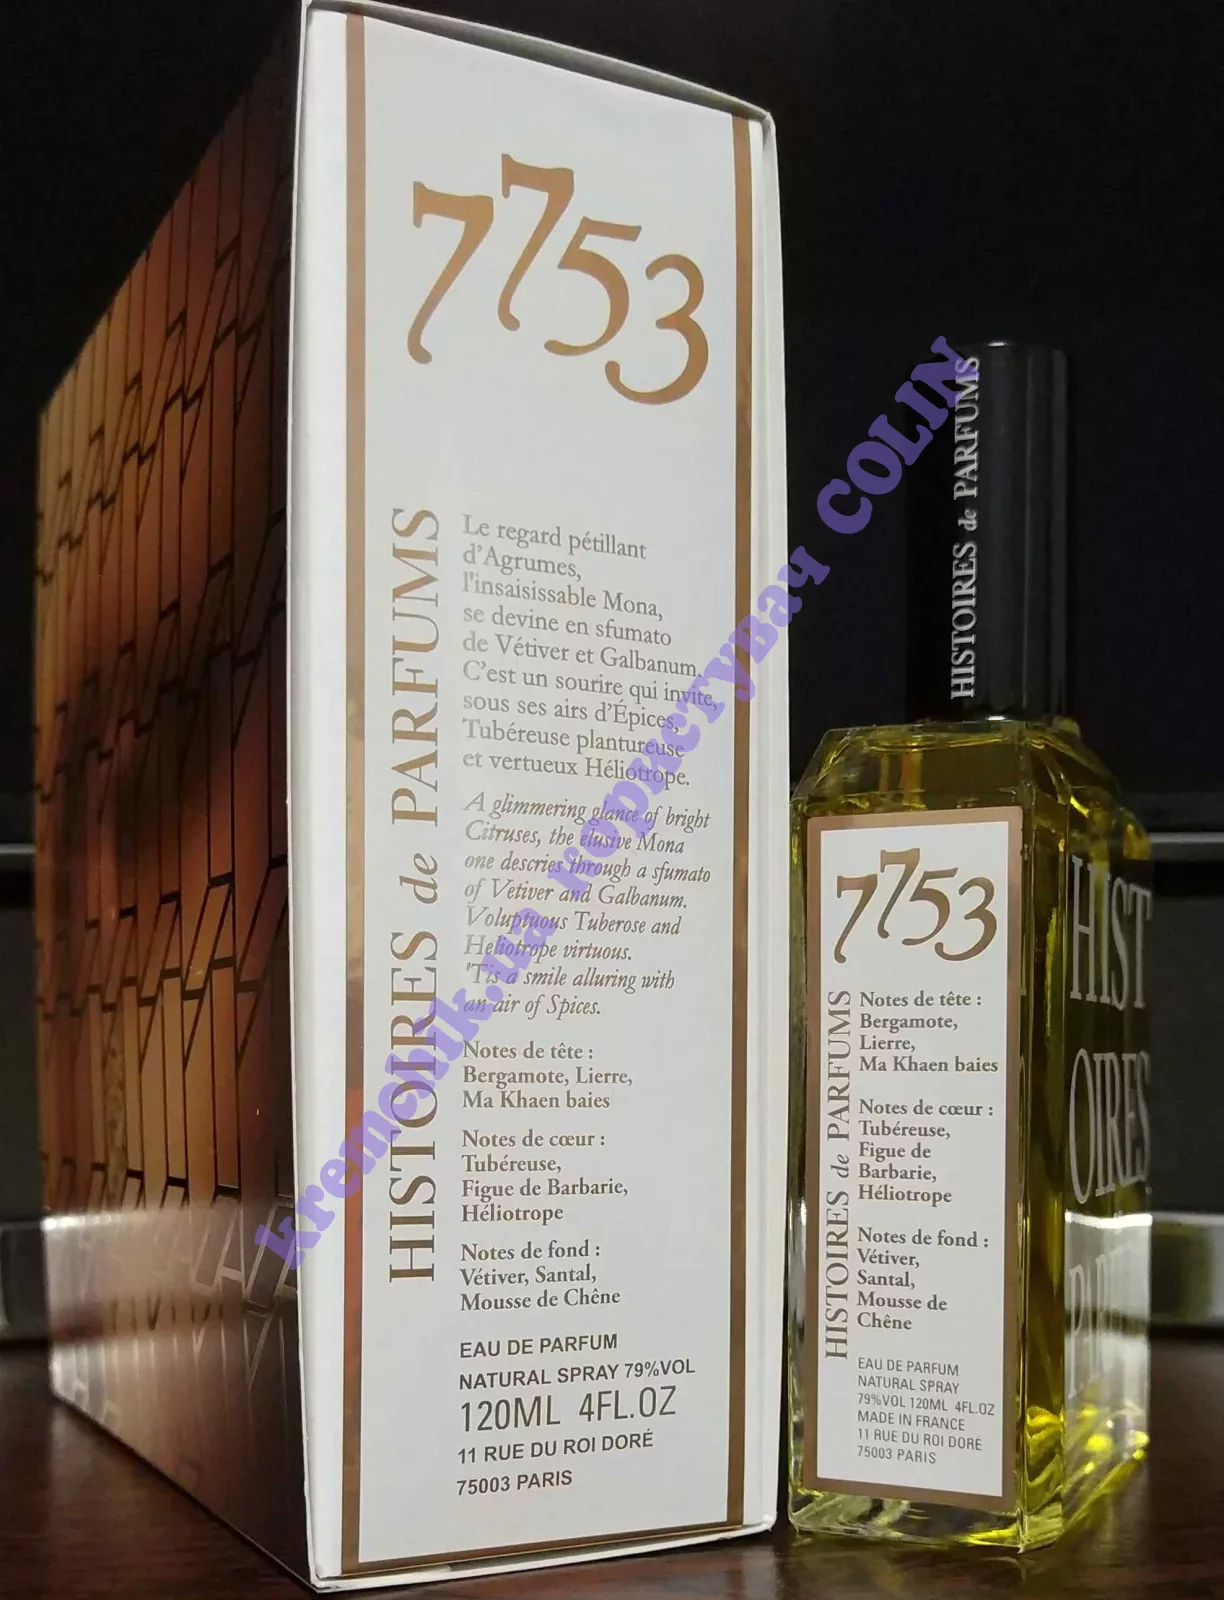 7753
HISTOIRES de PARFUMS
Le regard pétillant
d'Agrumes,
l'insaisissable Mona,
se devine en sfumato
de Vétiver et Galbanum.
C'est un sourire qui invite,
sous ses airs d'Épices,
Tubéreuse plantureuse
et vertueux Héliotrope.
A glimmering glance of bright
Citruses, the elusive Mona
one descries through a sfumato
of Vetiver and Galbanum.
Voluptuous Tuberose and
Heliotrope virtuous.
'Tis a smile alluring with
an air of Spices.
Notes de tête :
Bergamote, Lierre,
Ma Khaen baies
Notes de cœur :
Tubéreuse,
Figue de Barbarie,
Héliotrope
Notes de fond :
Vétiver, Santal,
Mousse de Chêne
EAU DE PARFUM
NATURAL SPRAY 79%VOL
120ML 4FL.OZ
11 RUE DU ROI DORÉ
75003 PARIS
HISTOIRES de PARFUMS
7753
HISTOIRES de PARFUMS
Notes de tête :
Bergamote,
Lierre,
Ma Khaen baies
Notes de cœur :
Tubéreuse,
Figue de
Barbarie,
Héliotrope
Notes de fond :
Vétiver,
Santal,
Mousse de
Chêne
EAU DE PARFUM
NATURAL SPRAY
79%VOL 120ML 4FL.OZ
MADE IN FRANCE
11 RUE DU ROI DORÉ
75003 PARIS
HIST
OIRES
kremchik.ua користувач COLIN